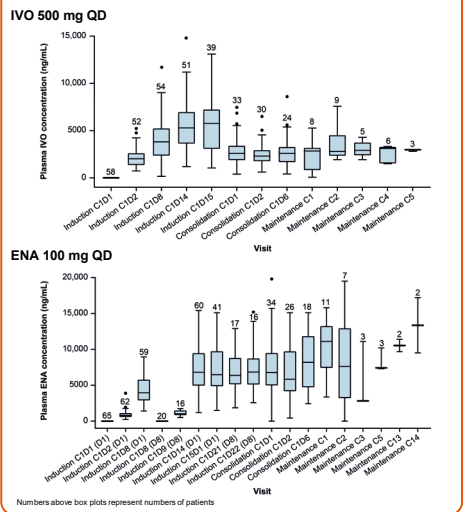 IVO 500 mg QD
Plasma IVO concentration (ng/mL)
15,000
10,000
5000
0
58
52
54
51
39
33
30
24
8
9
5
6
3
Induction C1D1
Induction C1D2
Induction C1D8
Induction C1D14
Induction C1D15
Consolidation C1D1
Consolidation C1D2
Consolidation C1D6
Maintenance C1
Maintenance C2
Maintenance C3
Maintenance C4
Maintenance C5
Visit
ENA 100 mg QD
Plasma ENA concentration (ng/mL)
20,000
15,000
10,000
5000
0
65
62
59
20
16
60
41
17
16
34
26
18
11
7
3
3
2
2
Induction C1D1 (D1)
Induction C1D2 (D1)
Induction C1D8 (D1)
Induction C1D8 (D8)
Induction C1D9 (D8)
Induction C1D14 (D1)
Induction C15D1 (D1)
Induction C1D21 (D8)
Induction C1D22 (D8)
Consolidation C1D1
Consolidation C1D2
Consolidation C1D6
Maintenance C1
Maintenance C2
Maintenance C3
Maintenance C5
Maintenance C13
Maintenance C14
Visit
Numbers above box plots represent numbers of patients